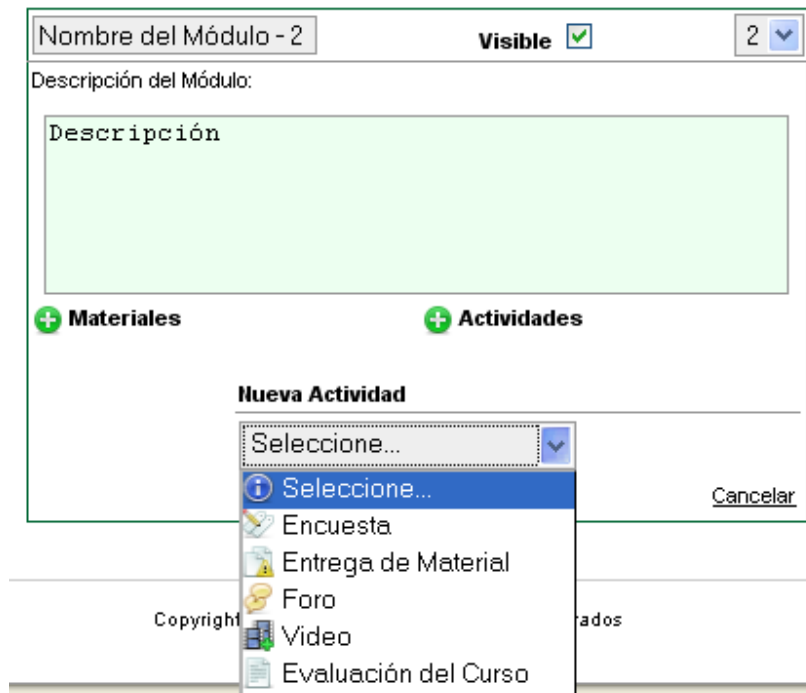 Nombre del Módulo - 2 Visible 2
Descripción del Módulo:
Descripción
Materiales Actividades
Nueva Actividad
Seleccione...
Seleccione...
Cancelar
Encuesta
Entrega de Material
Foro
Copyright
Video
Evaluación del Curso